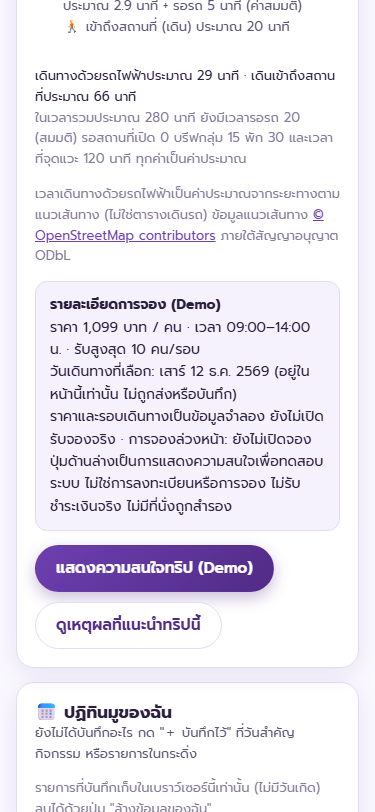 ประมาณ 2.9 นาที + รอรถ 5 นาที (ค่าสมมติ)
🚶 เข้าถึงสถานที่ (เดิน) ประมาณ 20 นาที
เดินทางด้วยรถไฟฟ้าประมาณ 29 นาที · เดินเข้าถึงสถาน
ที่ประมาณ 66 นาที
ในเวลารวมประมาณ 280 นาที ยังมีเวลารอรถ 20
(สมมติ) รอสถานที่เปิด 0 บรีฟกลุ่ม 15 พัก 30 และเวลา
ที่จุดแวะ 120 นาที ทุกค่าเป็นค่าประมาณ
เวลาเดินทางด้วยรถไฟฟ้าเป็นค่าประมาณจากระยะทางตาม
แนวเส้นทาง (ไม่ใช่ตารางเดินรถ) ข้อมูลแนวเส้นทาง ©
OpenStreetMap contributors ภายใต้สัญญาอนุญาต
ODbL
รายละเอียดการจอง (Demo)
ราคา 1,099 บาท / คน · เวลา 09:00–14:00
น. · รับสูงสุด 10 คน/รอบ
วันเดินทางที่เลือก: เสาร์ 12 ธ.ค. 2569 (อยู่ใน
หน้านี้เท่านั้น ไม่ถูกส่งหรือบันทึก)
ราคาและรอบเดินทางเป็นข้อมูลจำลอง ยังไม่เปิด
รับจองจริง · การจองล่วงหน้า: ยังไม่เปิดจอง
ปุ่มด้านล่างเป็นการแสดงความสนใจเพื่อทดสอบ
ระบบ ไม่ใช่การลงทะเบียนหรือการจอง ไม่รับ
ชำระเงินจริง ไม่มีที่นั่งถูกสำรอง
แสดงความสนใจทริป (Demo)
ดูเหตุผลที่แนะนำทริปนี้
🗓️ ปฏิทินมูของฉัน
ยังไม่ได้บันทึกอะไร กด "＋ บันทึกไว้" ที่วันสำคัญ
กิจกรรม หรือรายการในกระดิ่ง
รายการที่บันทึกเก็บในเบราว์เซอร์นี้เท่านั้น (ไม่มีวันเกิด)
ลบได้ด้วยปุ่ม "ล้างข้อมูลของฉัน"